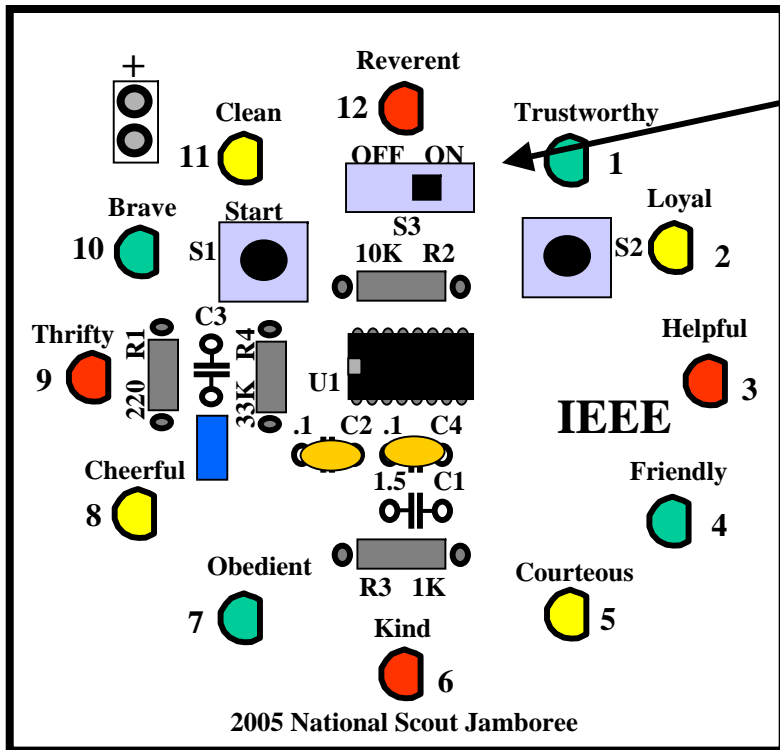 +
Reverent
12
Clean
11
Trustworthy
1
OFF ON
S3
Brave
10
Start
S1
Loyal
S2
2
10K R2
Thrifty
9
R1
220
C3
R4
33K
U1
Helpful
3
IEEE
.1 C2
.1 C4
1.5 C1
Cheerful
8
Friendly
4
R3 1K
Obedient
7
Courteous
5
Kind
6
2005 National Scout Jamboree